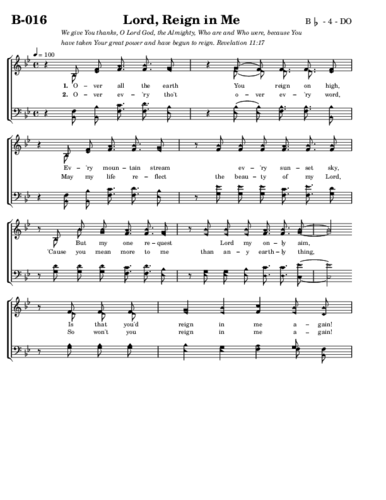 B-016 Lord, Reign in Me B♭ - 4 - DO
We give You thanks, O Lord God, the Almighty, Who are and Who were, because You
have taken Your great power and have begun to reign. Revelation 11:17
♩ = 100
1. O – ver all the earth You reign on high,
2. O – ver ev – 'ry tho't o – ver ev – 'ry word,
Ev – 'ry moun – tain stream ev – 'ry sun – set sky,
May my life re – flect the beau – ty of my Lord,
But my one re – quest Lord my on – ly aim,
'Cause you mean more to me than an – y earth – ly thing,
Is that you'd reign in me a – gain!
So won't you reign in me a – gain!